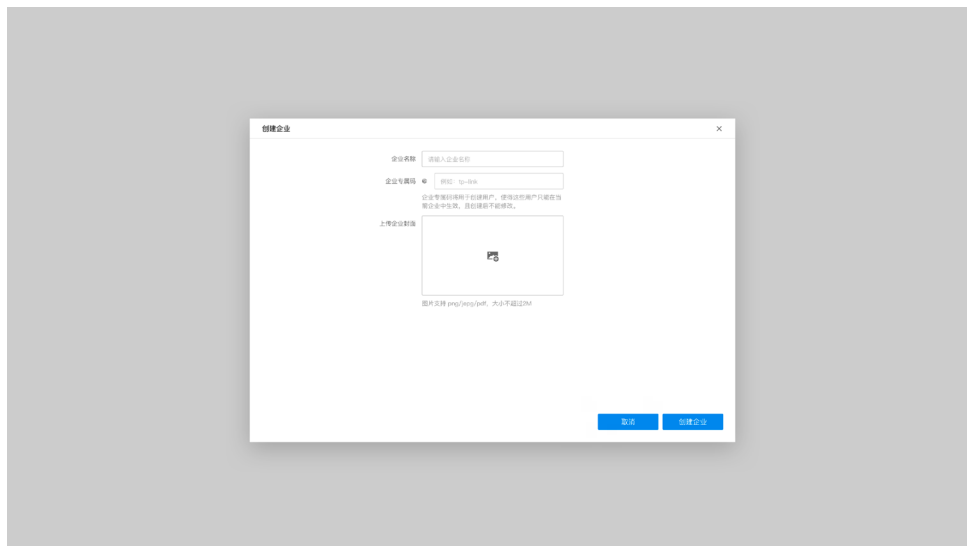 创建企业
企业名称 请输入企业名称
企业专属码 @ 例如：tp-link
企业专属码将用于创建用户，使得这些用户只能在当
前企业中生效，且创建后不能修改。
上传企业封面
图片支持 png/jepg/pdf，大小不超过2M
取消 创建企业